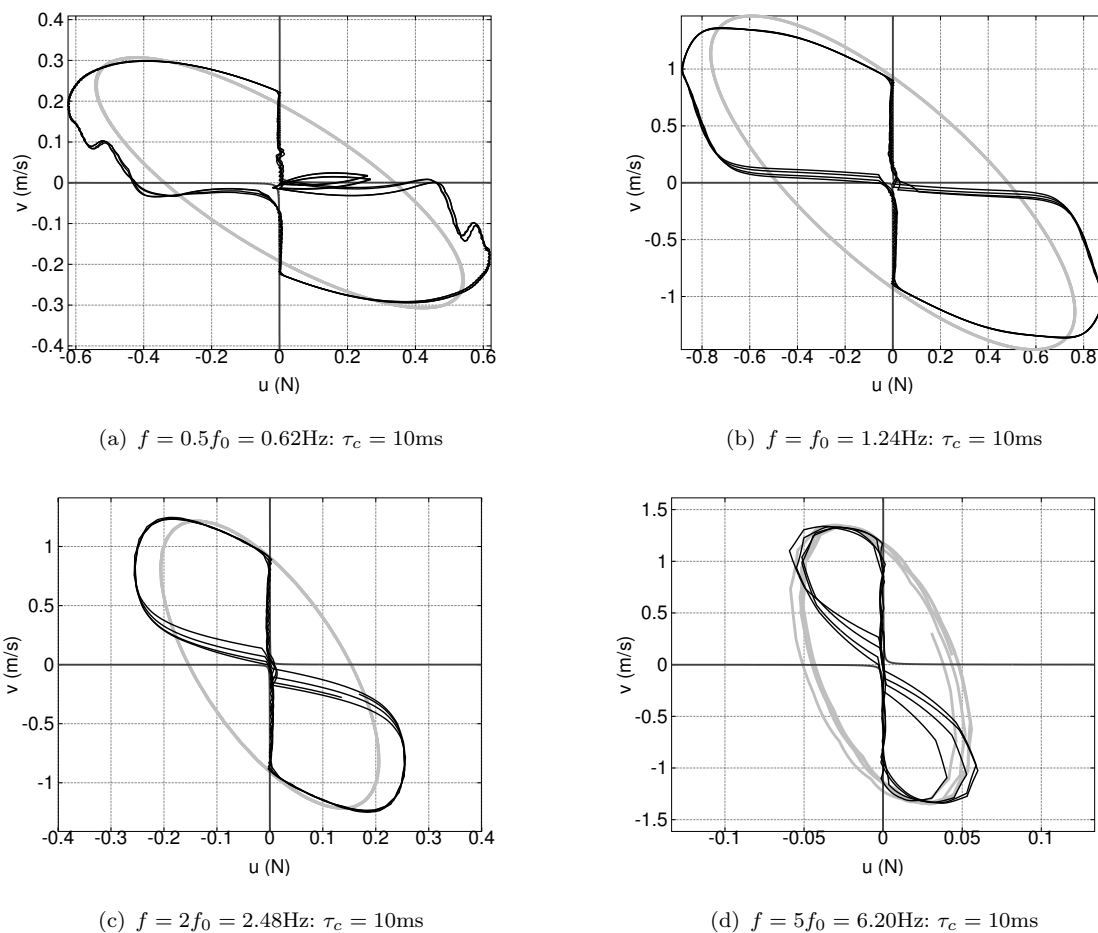 0.4
0.3
0.2
0.1
0
-0.1
-0.2
-0.3
-0.4
v (m/s)
-0.6 -0.4 -0.2 0 0.2 0.4 0.6
u (N)
(a) f = 0.5f₀ = 0.62Hz: τc = 10ms
1
0.5
0
-0.5
-1
v (m/s)
-0.8 -0.6 -0.4 -0.2 0 0.2 0.4 0.6 0.8
u (N)
(b) f = f₀ = 1.24Hz: τc = 10ms
1
0.5
0
-0.5
-1
v (m/s)
-0.4 -0.3 -0.2 -0.1 0 0.1 0.2 0.3 0.4
u (N)
(c) f = 2f₀ = 2.48Hz: τc = 10ms
1.5
1
0.5
0
-0.5
-1
-1.5
v (m/s)
-0.1 -0.05 0 0.05 0.1
u (N)
(d) f = 5f₀ = 6.20Hz: τc = 10ms